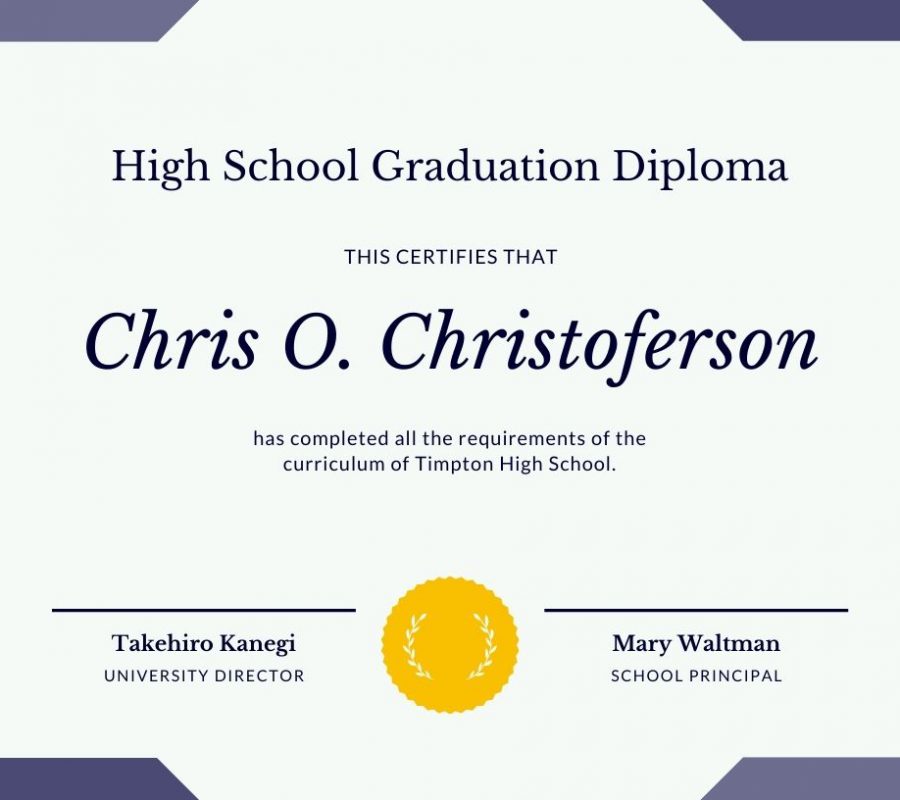 High School Graduation Diploma
THIS CERTIFIES THAT
Chris O. Christoferson
has completed all the requirements of the
curriculum of Timpton High School.
Takehiro Kanegi
UNIVERSITY DIRECTOR
Mary Waltman
SCHOOL PRINCIPAL